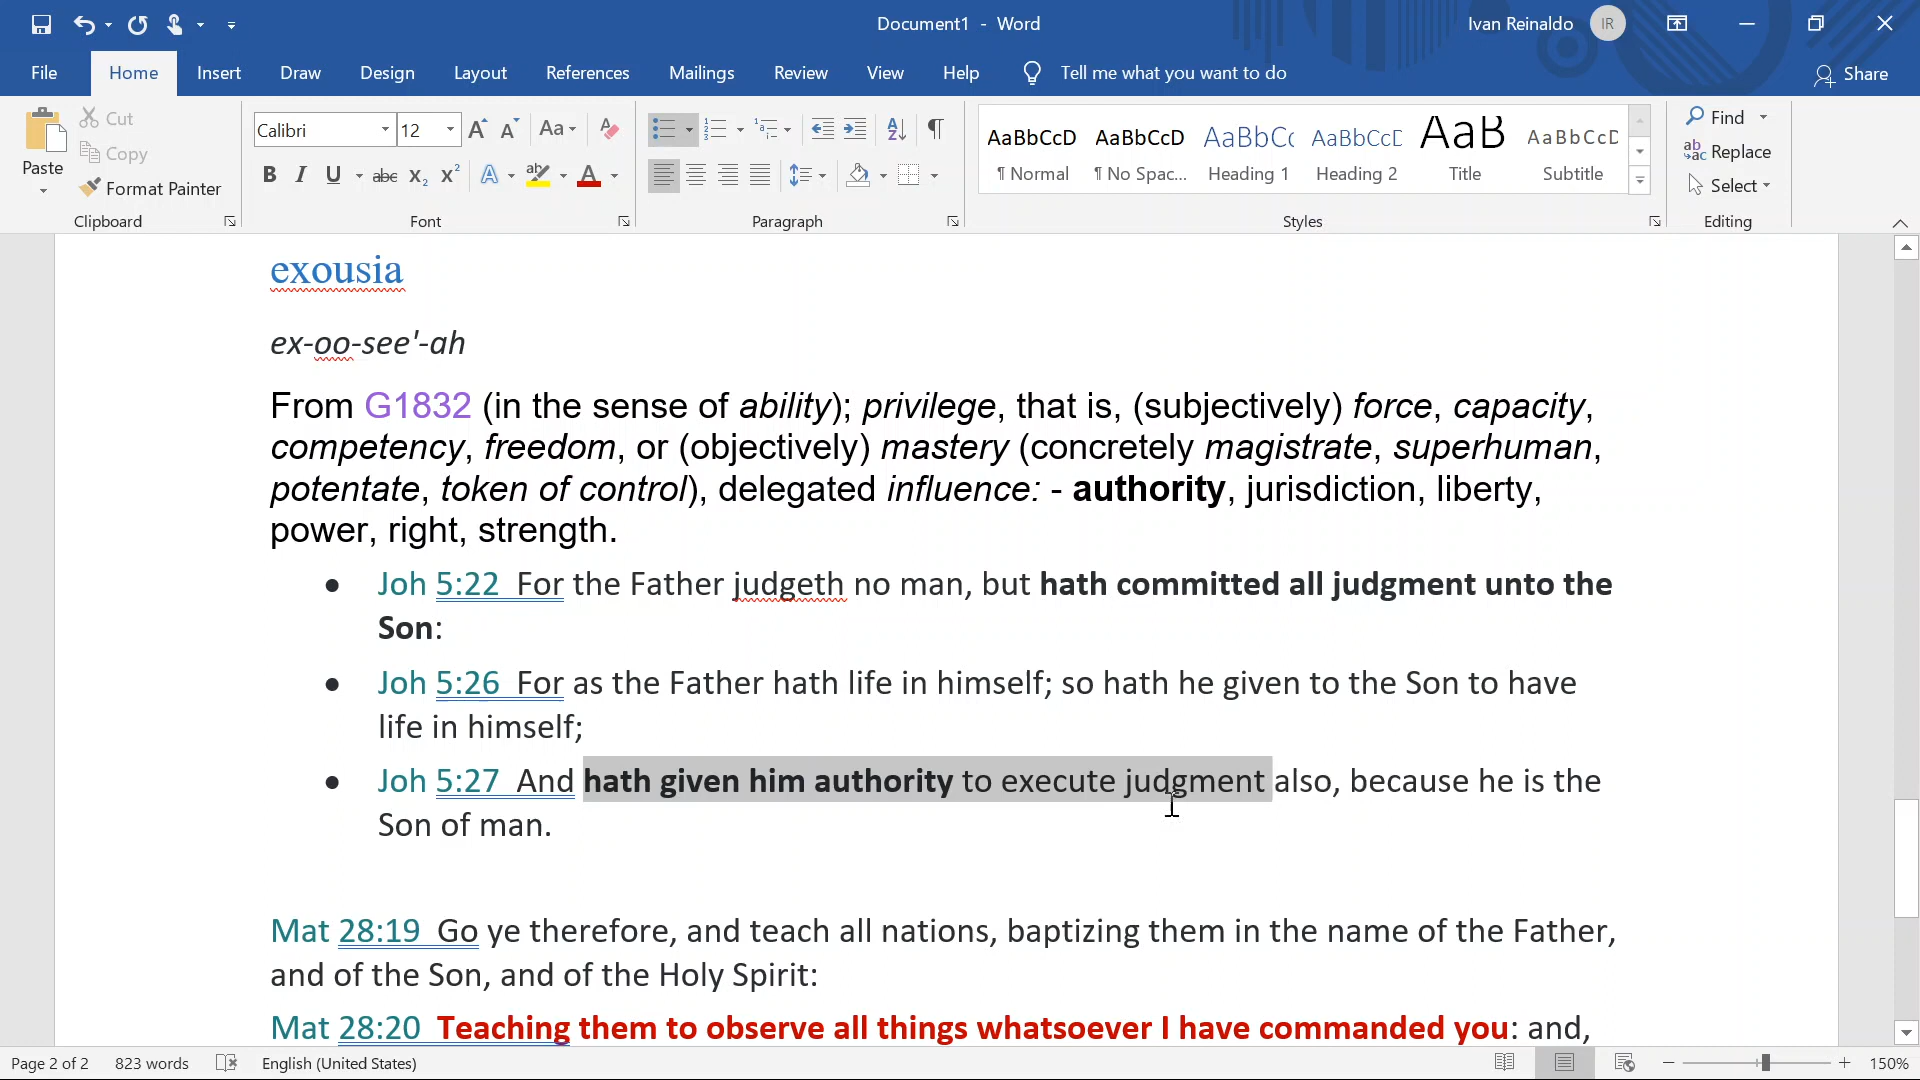 Document1 - Word
Ivan Reinaldo IR
File Home Insert Draw Design Layout References Mailings Review View Help Tell me what you want to do Share
Paste Cut Copy Format Painter
Clipboard
Calibri 12 Aa
B I U abc x₂ x² A ab A
Font
Paragraph
AaBbCcD AaBbCcD AaBbC AaBbCcE AaB AaBbCcD
¶ Normal ¶ No Spac... Heading 1 Heading 2 Title Subtitle
Styles
Find
Replace
Select
Editing
exousia
ex-oo-see'-ah
From G1832 (in the sense of ability); privilege, that is, (subjectively) force, capacity,
competency, freedom, or (objectively) mastery (concretely magistrate, superhuman,
potentate, token of control), delegated influence: - authority, jurisdiction, liberty,
power, right, strength.
● Joh 5:22 For the Father judgeth no man, but hath committed all judgment unto the
Son:
● Joh 5:26 For as the Father hath life in himself; so hath he given to the Son to have
life in himself;
● Joh 5:27 And hath given him authority to execute judgment also, because he is the
Son of man.
Mat 28:19 Go ye therefore, and teach all nations, baptizing them in the name of the Father,
and of the Son, and of the Holy Spirit:
Mat 28:20 Teaching them to observe all things whatsoever I have commanded you: and,
Page 2 of 2 823 words English (United States) 150%